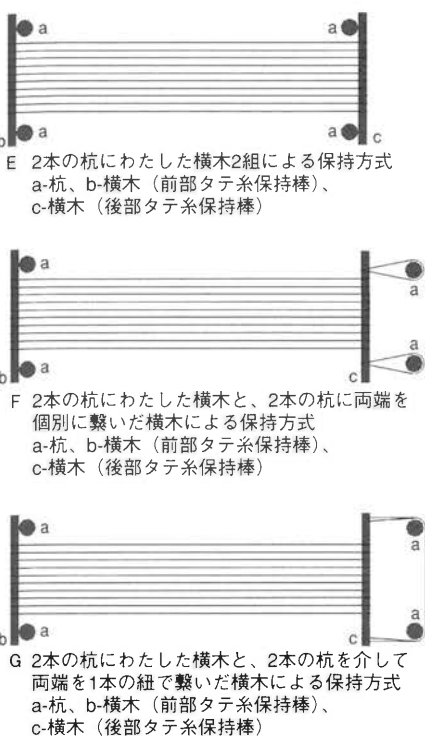 a a
a a
b c
E 2本の杭にわたした横木2組による保持方式
a-杭、b-横木（前部タテ糸保持棒）、
c-横木（後部タテ糸保持棒）
a a
a a
b c
F 2本の杭にわたした横木と、2本の杭に両端を
個別に繫いだ横木による保持方式
a-杭、b-横木（前部タテ糸保持棒）、
c-横木（後部タテ糸保持棒）
a a
a a
b c
G 2本の杭にわたした横木と、2本の杭を介して
両端を1本の紐で繫いだ横木による保持方式
a-杭、b-横木（前部タテ糸保持棒）、
c-横木（後部タテ糸保持棒）